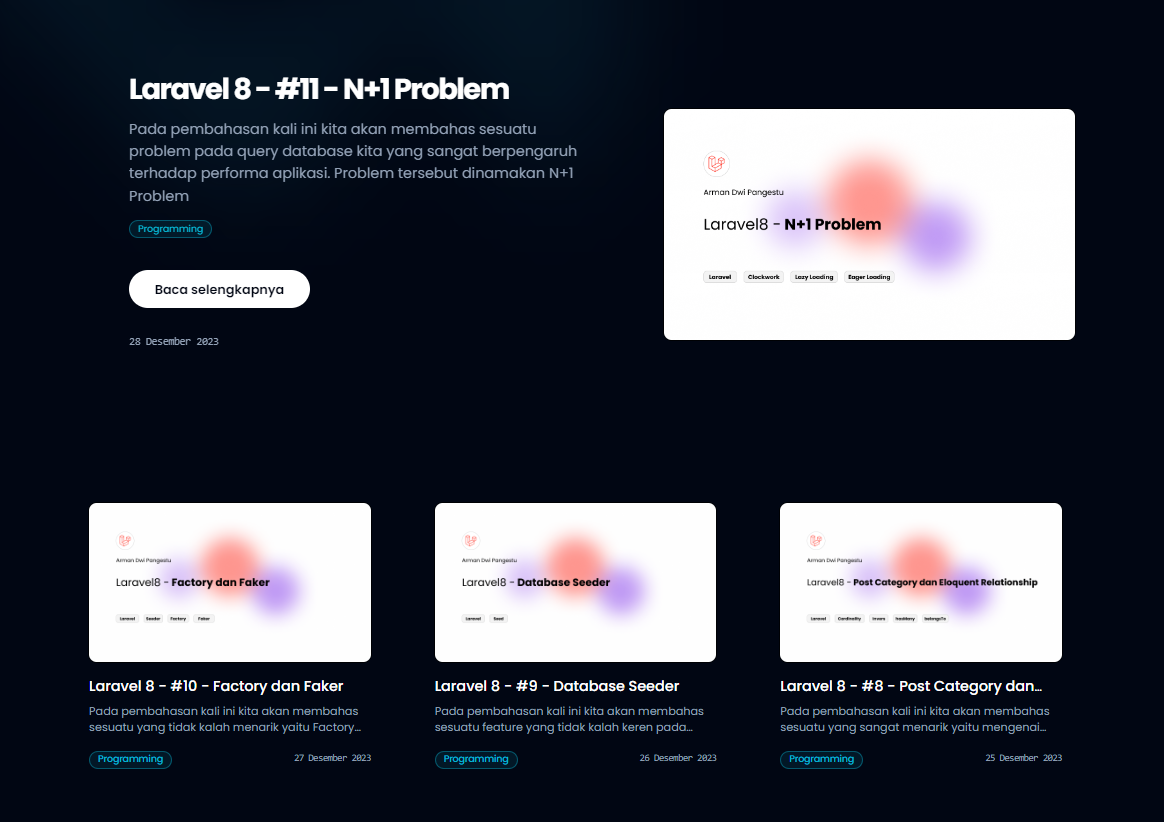 Laravel 8 - #11 - N+1 Problem
Pada pembahasan kali ini kita akan membahas sesuatu
problem pada query database kita yang sangat berpengaruh
terhadap performa aplikasi. Problem tersebut dinamakan N+1
Problem
Programming
Baca selengkapnya
28 Desember 2023
Arman Dwi Pangestu
Laravel8 - N+1 Problem
Laravel Clockwork Lazy Loading Eager Loading
Arman Dwi Pangestu
Laravel8 - Factory dan Faker
Laravel Seeder Factory Faker
Laravel 8 - #10 - Factory dan Faker
Pada pembahasan kali ini kita akan membahas
sesuatu yang tidak kalah menarik yaitu Factory...
Programming
27 Desember 2023
Arman Dwi Pangestu
Laravel8 - Database Seeder
Laravel Seed
Laravel 8 - #9 - Database Seeder
Pada pembahasan kali ini kita akan membahas
sesuatu feature yang tidak kalah keren pada...
Programming
26 Desember 2023
Arman Dwi Pangestu
Laravel8 - Post Category dan Eloquent Relationship
Laravel Cardinality Invers hasMany belongsTo
Laravel 8 - #8 - Post Category dan...
Pada pembahasan kali ini kita akan membahas
sesuatu yang sangat menarik yaitu mengenai...
Programming
25 Desember 2023